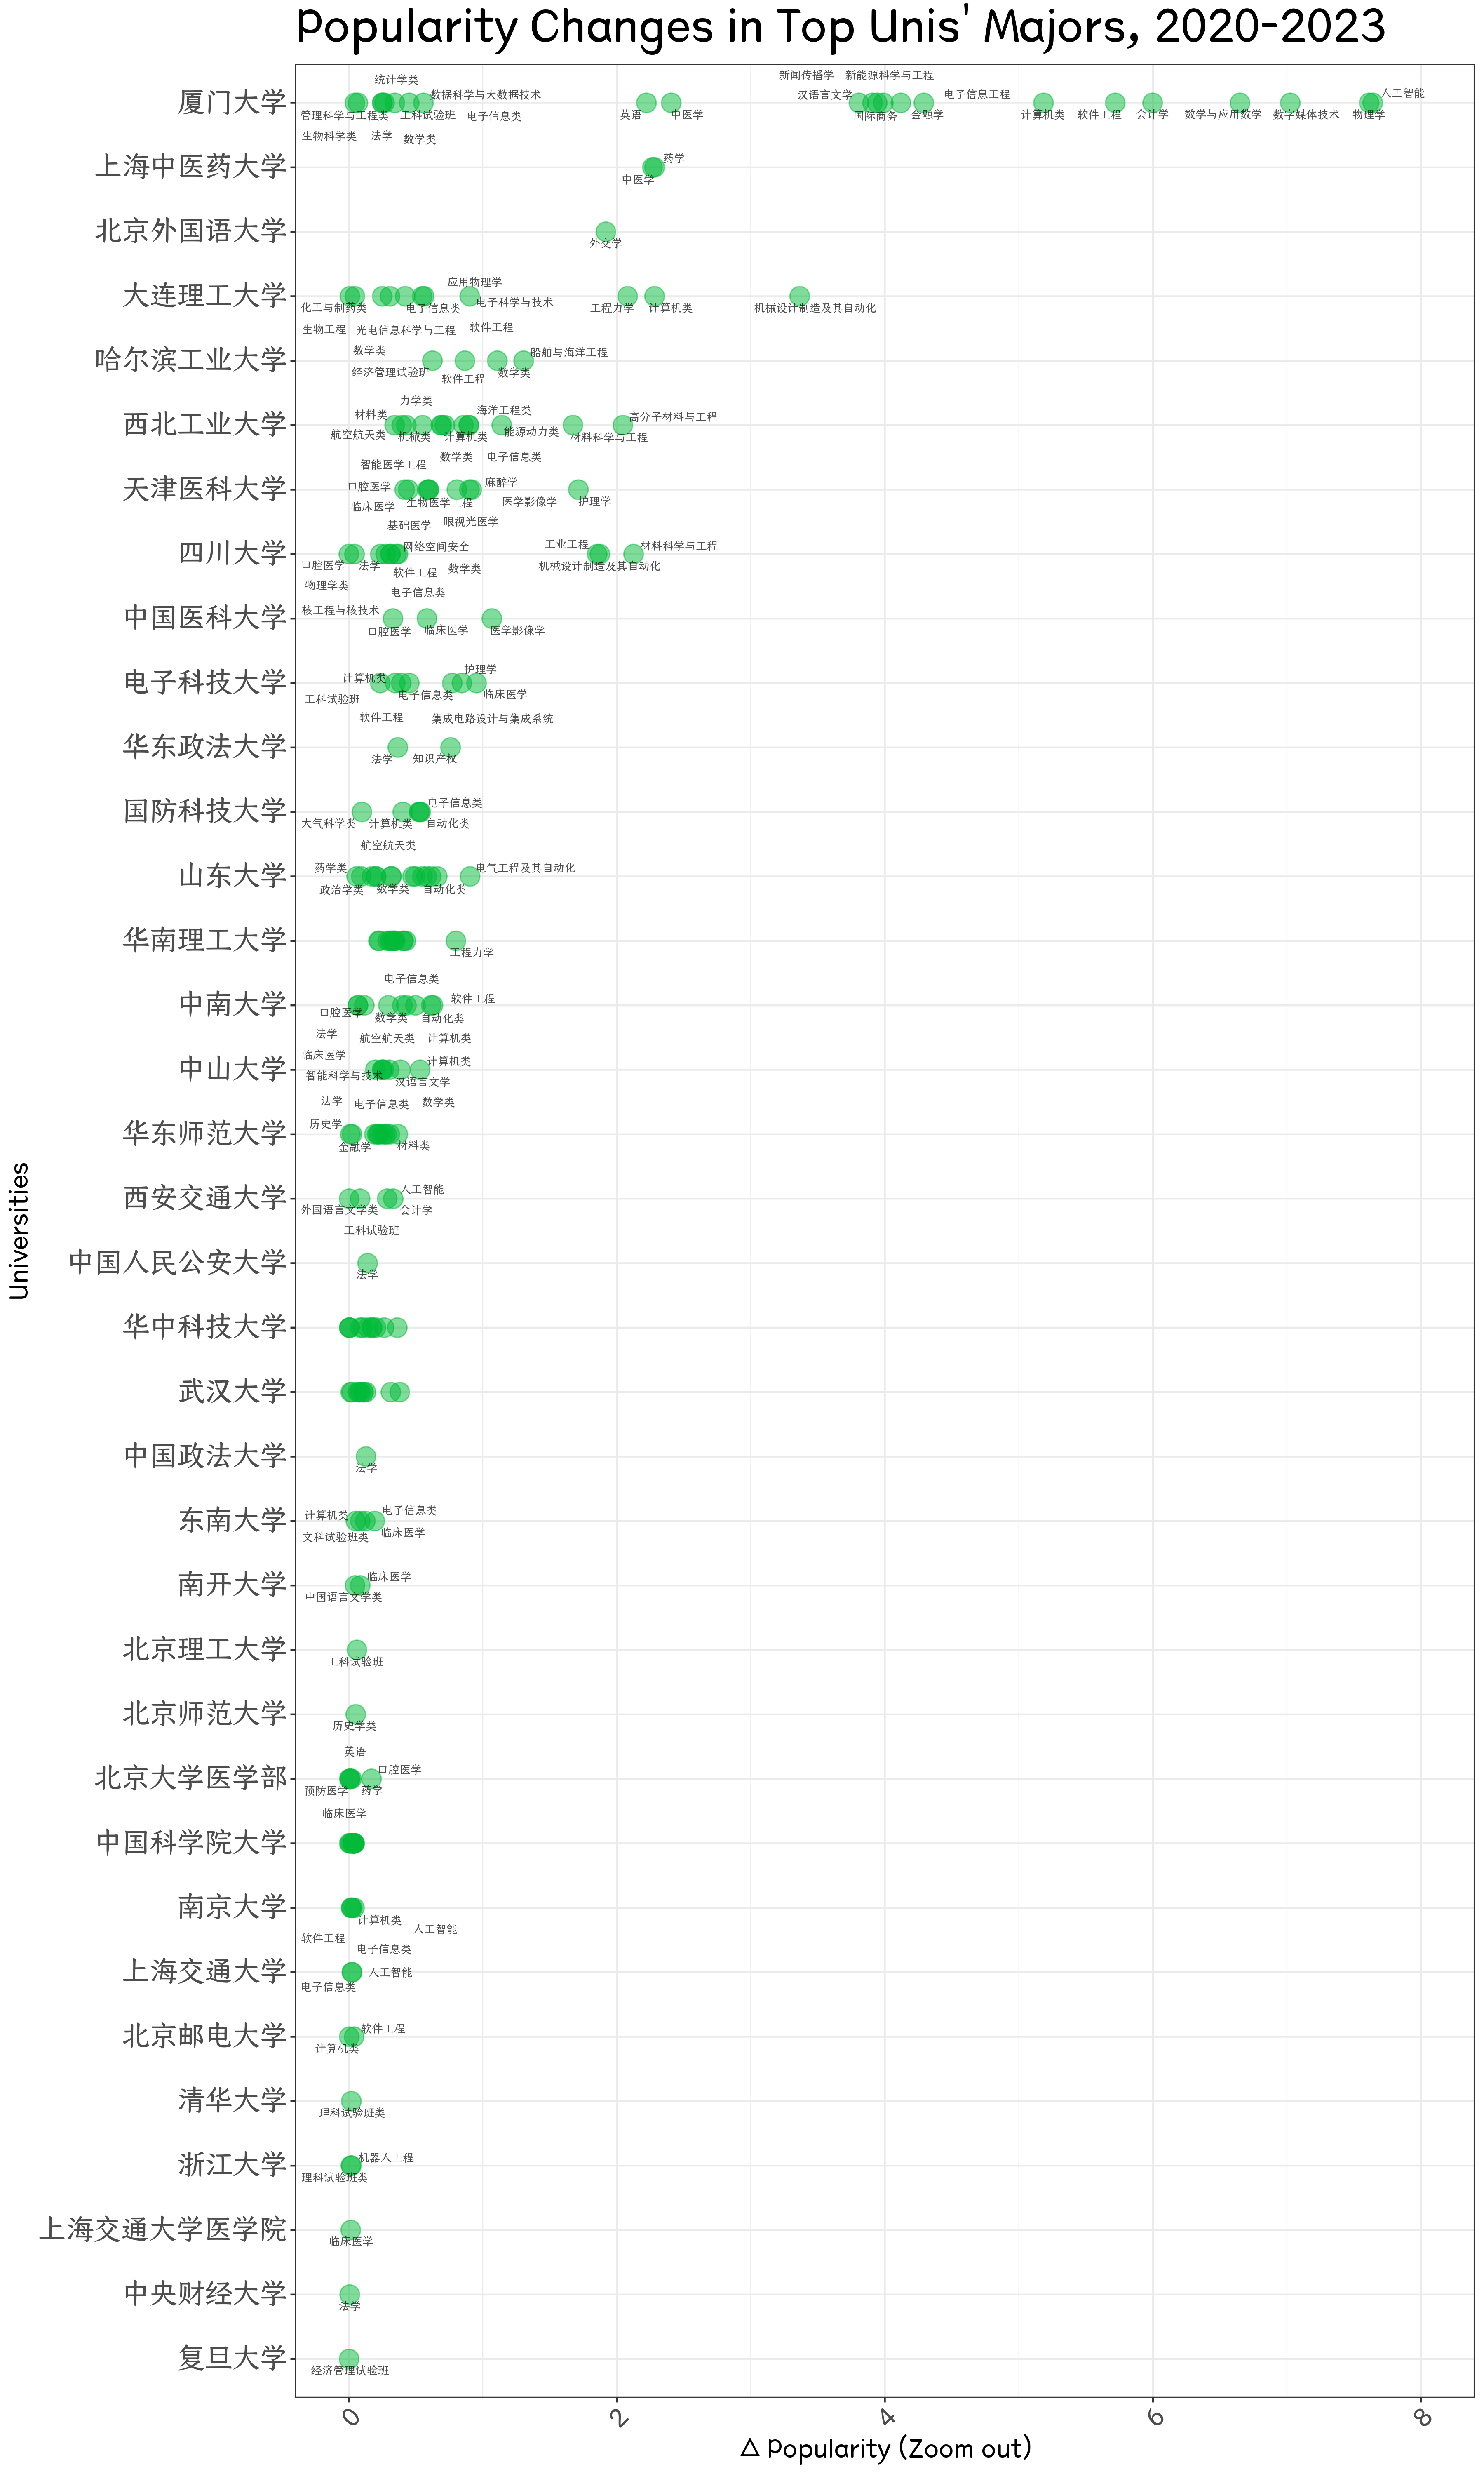 Popularity Changes in Top Unis' Majors, 2020-2023
Universities
厦门大学
统计学类
数据科学与大数据技术
管理科学与工程类
工科试验班
电子信息类
生物科学类
法学
数学类
英语
中医学
新闻传播学
新能源科学与工程
汉语言文学
国际商务
金融学
电子信息工程
计算机类
软件工程
会计学
数学与应用数学
数字媒体技术
物理学
人工智能
上海中医药大学
药学
中医学
北京外国语大学
外交学
大连理工大学
应用物理学
化工与制药类
电子信息类
电子科学与技术
生物工程
光电信息科学与工程
软件工程
数学类
工程力学
计算机类
机械设计制造及其自动化
哈尔滨工业大学
船舶与海洋工程
经济管理试验班
软件工程
数学类
西北工业大学
力学类
材料类
海洋工程类
高分子材料与工程
航空航天类
机械类
计算机类
能源动力类
材料科学与工程
数学类
电子信息类
天津医科大学
智能医学工程
口腔医学
麻醉学
临床医学
生物医学工程
医学影像学
护理学
基础医学
眼视光医学
四川大学
网络空间安全
工业工程
材料科学与工程
口腔医学
法学
软件工程
数学类
机械设计制造及其自动化
物理学类
电子信息类
核工程与核技术
中国医科大学
口腔医学
临床医学
医学影像学
电子科技大学
护理学
计算机类
工科试验班
电子信息类
临床医学
软件工程
集成电路设计与集成系统
华东政法大学
法学
知识产权
国防科技大学
电子信息类
大气科学类
计算机类
自动化类
航空航天类
山东大学
药学类
电气工程及其自动化
政治学类
数学类
自动化类
华南理工大学
工程力学
中南大学
电子信息类
软件工程
口腔医学
数学类
自动化类
法学
航空航天类
计算机类
临床医学
中山大学
计算机类
智能科学与技术
汉语言文学
法学
电子信息类
数学类
华东师范大学
历史学
金融学
材料类
西安交通大学
人工智能
外国语言文学类
会计学
工科试验班
中国人民公安大学
法学
华中科技大学
武汉大学
中国政法大学
法学
东南大学
计算机类
电子信息类
文科试验班类
临床医学
南开大学
临床医学
中国语言文学类
北京理工大学
工科试验班
北京师范大学
历史学类
北京大学医学部
英语
口腔医学
预防医学
药学
临床医学
中国科学院大学
南京大学
计算机类
人工智能
软件工程
电子信息类
上海交通大学
人工智能
电子信息类
北京邮电大学
软件工程
计算机类
清华大学
理科试验班类
浙江大学
机器人工程
理科试验班类
上海交通大学医学院
临床医学
中央财经大学
法学
复旦大学
经济管理试验班
0
2
4
6
8
△ Popularity (Zoom out)